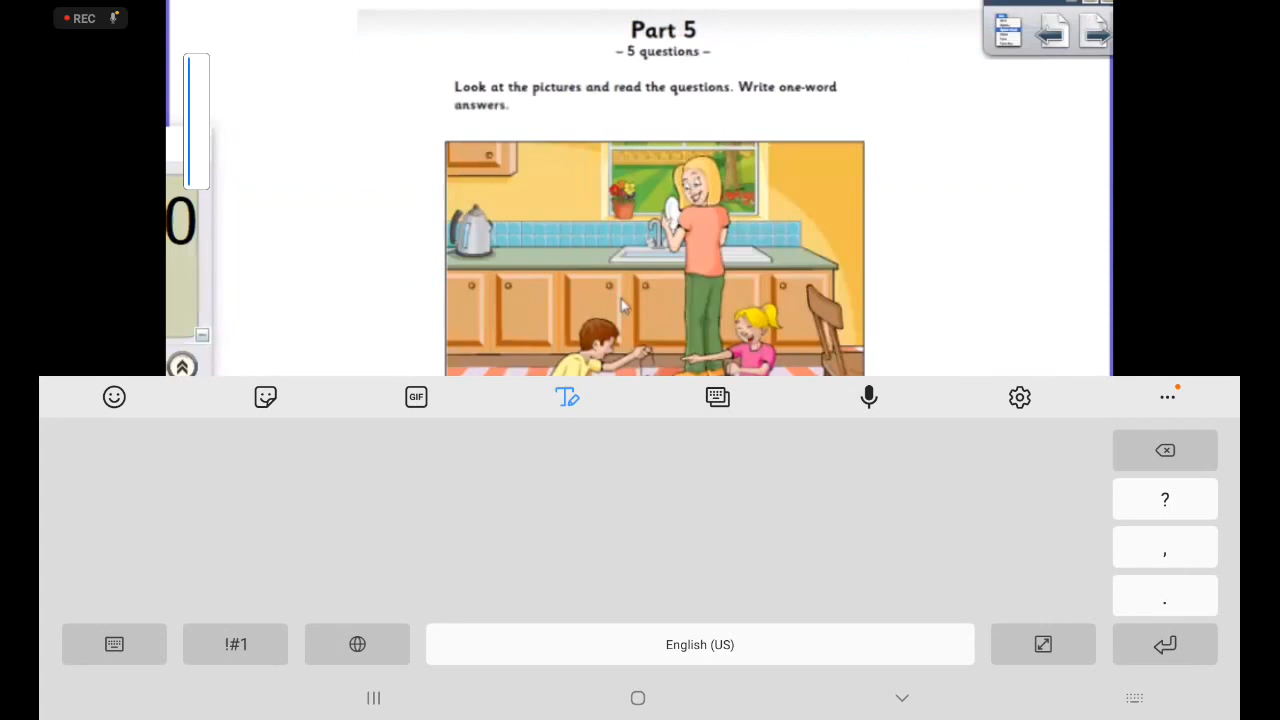 REC
Part 5
– 5 questions –
Look at the pictures and read the questions. Write one-word
answers.
0
GIF
?
,
.
!#1
English (US)